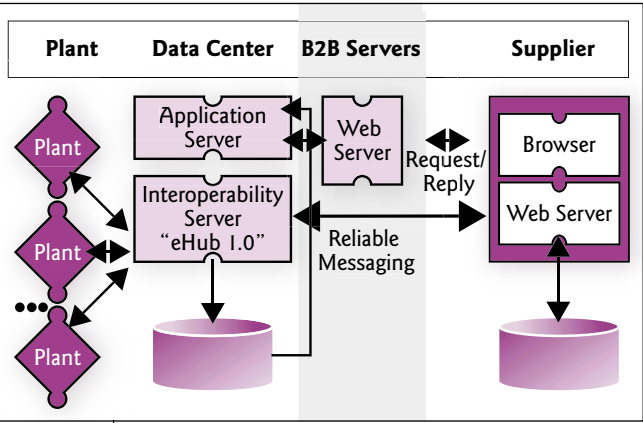 Plant Data Center B2B Servers Supplier
Plant
Application
Server
Web
Server
Request/
Reply
Browser
Plant
Interoperability
Server
“eHub 1.0”
Reliable
Messaging
Web Server
•••
Plant